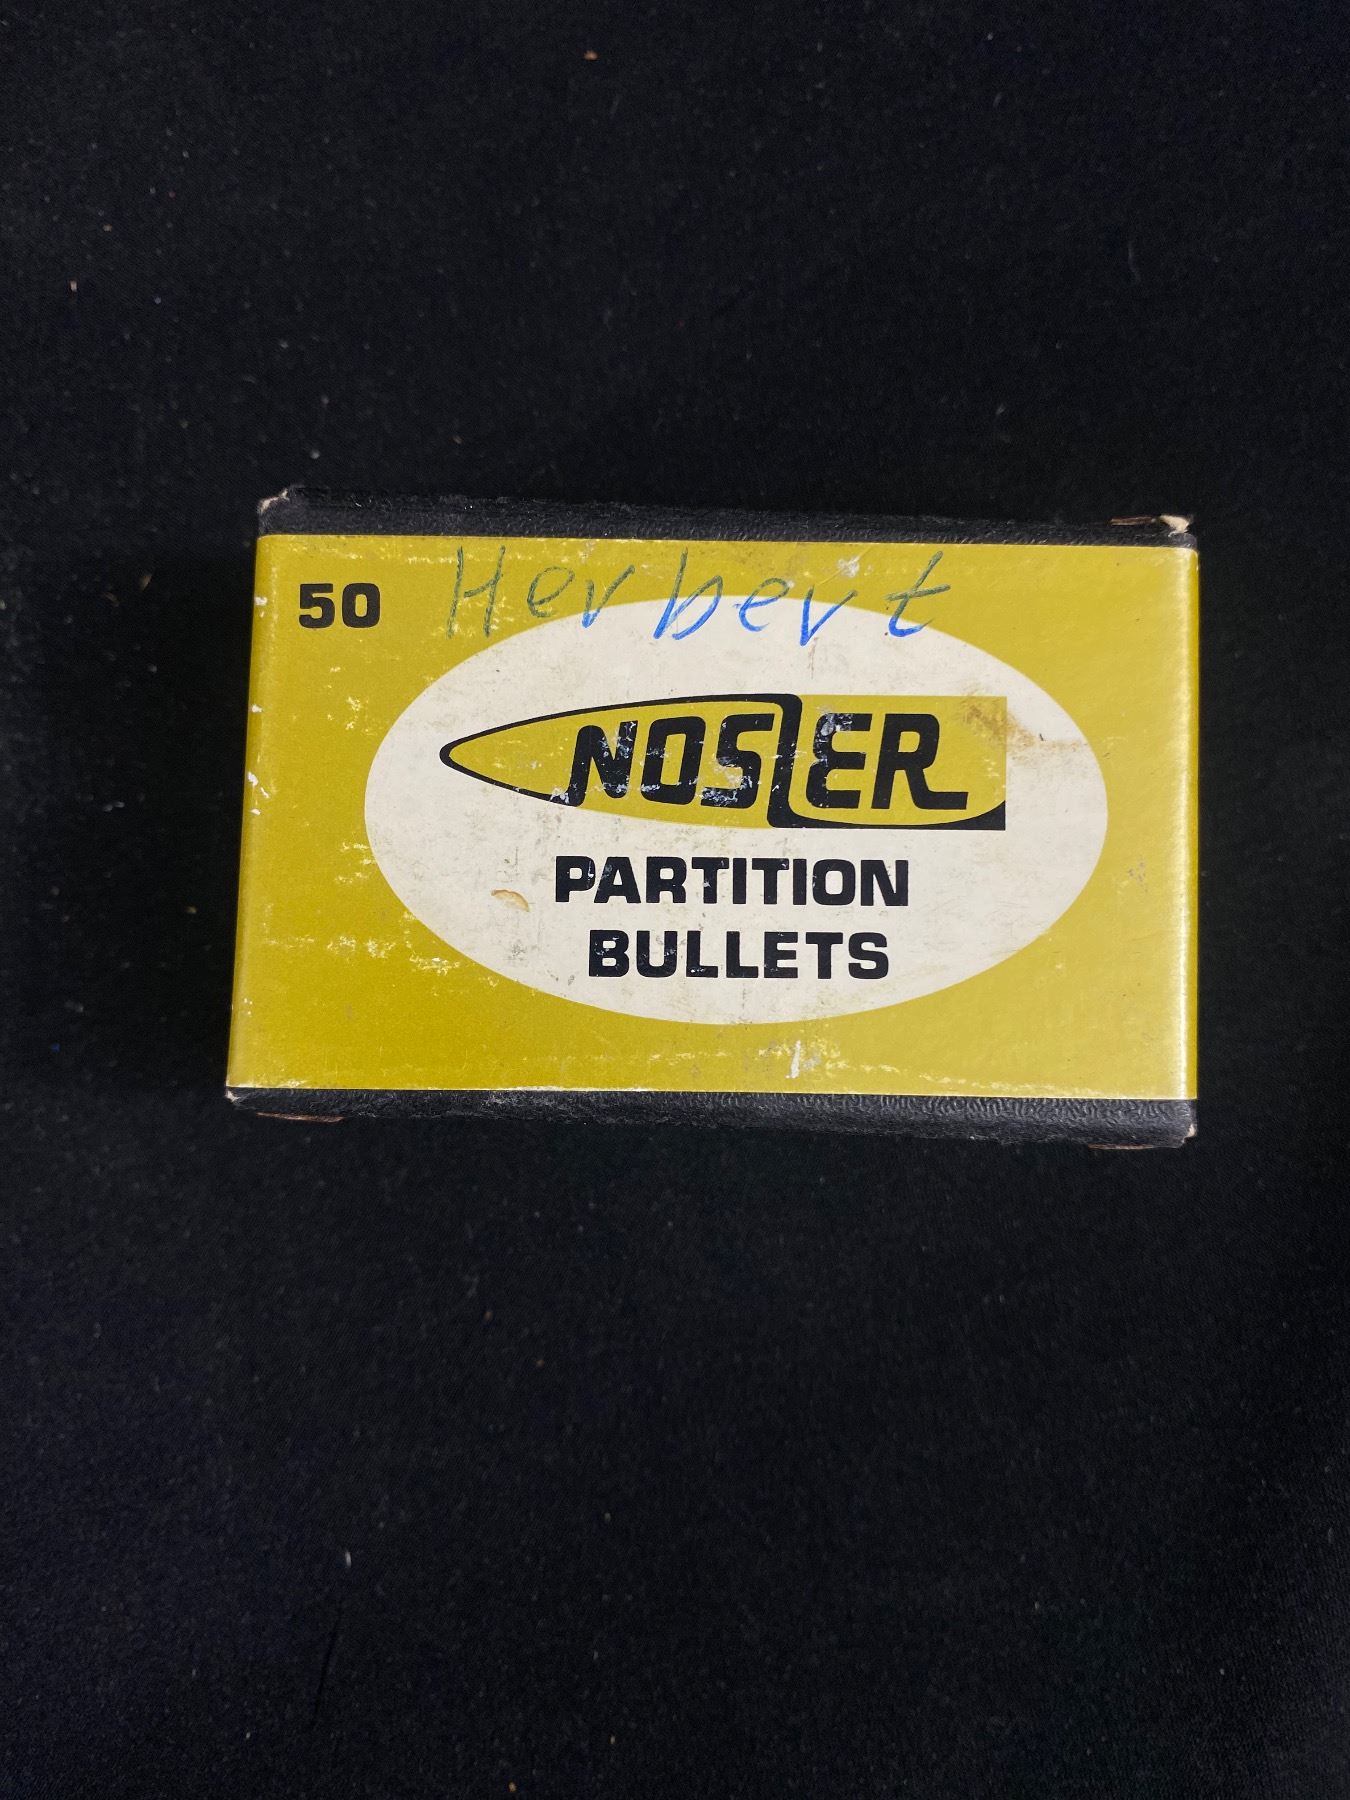 50 Herbert
NOSLER
PARTITION
BULLETS